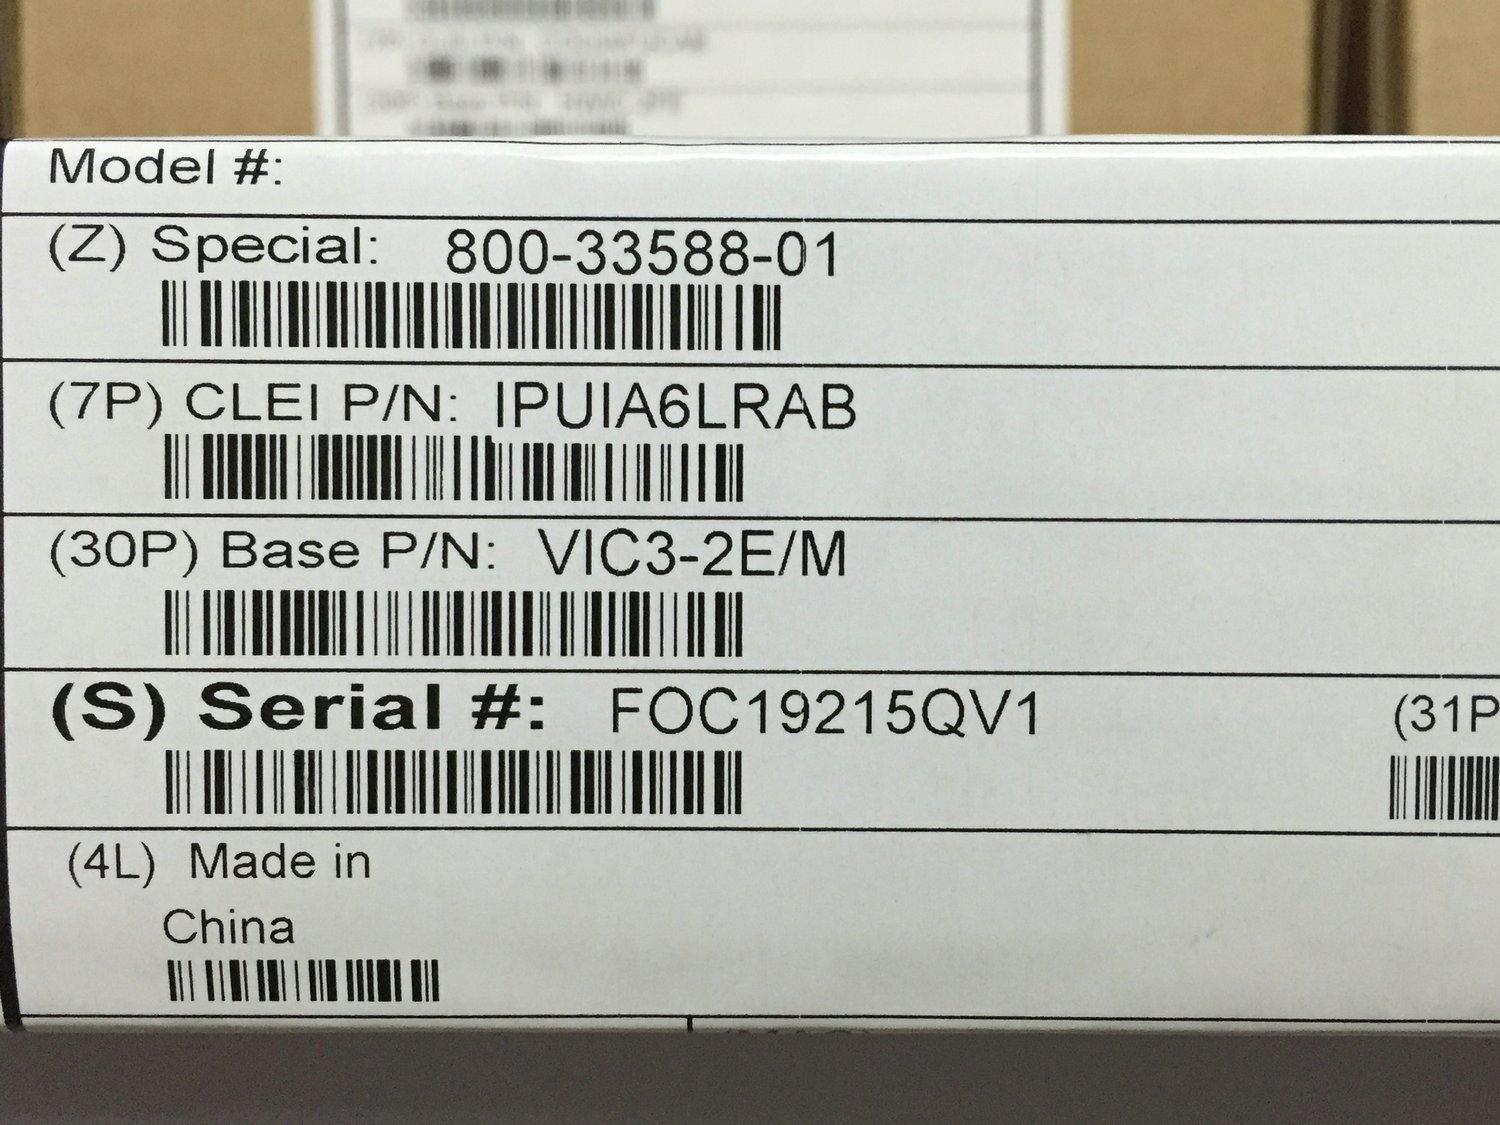 Model #:
(Z) Special: 800-33588-01
(7P) CLEI P/N: IPUIA6LRAB
(30P) Base P/N: VIC3-2E/M
(S) Serial #: FOC19215QV1
(31P
(4L) Made in
China